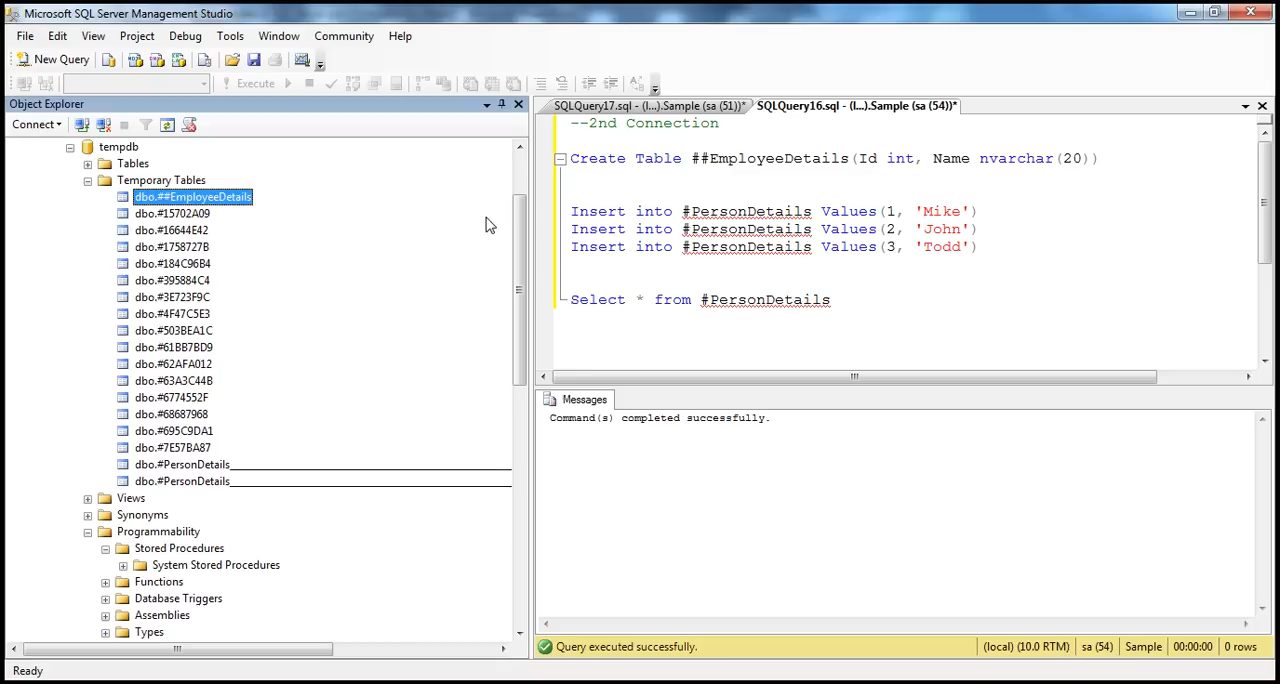 Microsoft SQL Server Management Studio
File Edit View Project Debug Tools Window Community Help
New Query
Execute
Object Explorer
Connect
tempdb
Tables
Temporary Tables
dbo.##EmployeeDetails
dbo.#15702A09
dbo.#16644E42
dbo.#1758727B
dbo.#184C96B4
dbo.#395884C4
dbo.#3E723F9C
dbo.#4F47C5E3
dbo.#503BEA1C
dbo.#61BB7BD9
dbo.#62AFA012
dbo.#63A3C44B
dbo.#6774552F
dbo.#68687968
dbo.#695C9DA1
dbo.#7E57BA87
dbo.#PersonDetails____________________________________
dbo.#PersonDetails____________________________________
Views
Synonyms
Programmability
Stored Procedures
System Stored Procedures
Functions
Database Triggers
Assemblies
Types
SQLQuery17.sql - (l...).Sample (sa (51))* SQLQuery16.sql - (l...).Sample (sa (54))*
--2nd Connection
Create Table ##EmployeeDetails(Id int, Name nvarchar(20))
Insert into #PersonDetails Values(1, 'Mike')
Insert into #PersonDetails Values(2, 'John')
Insert into #PersonDetails Values(3, 'Todd')
Select * from #PersonDetails
Messages
Command(s) completed successfully.
Query executed successfully. (local) (10.0 RTM) sa (54) Sample 00:00:00 0 rows
Ready